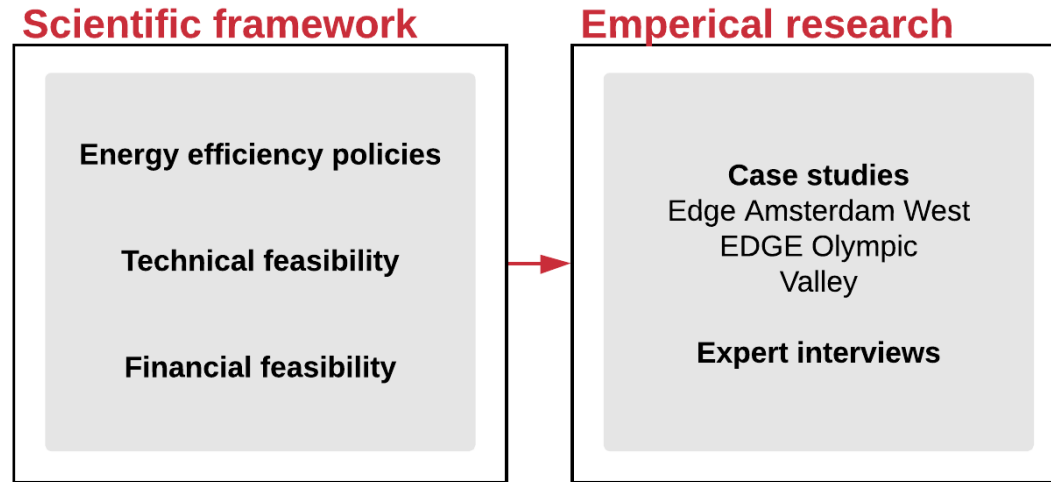 Scientific framework
Energy efficiency policies
Technical feasibility
Financial feasibility
Emperical research
Case studies
Edge Amsterdam West
EDGE Olympic
Valley
Expert interviews